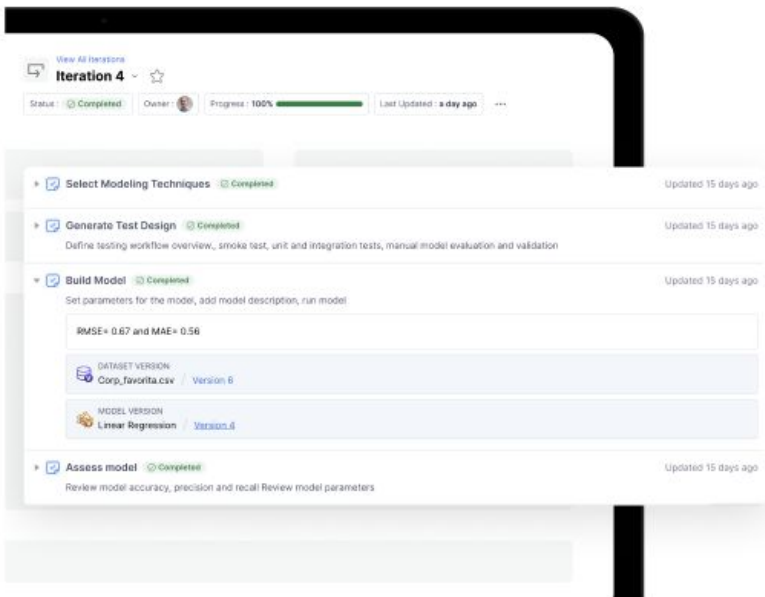 View All Iterations
Iteration 4
Status : Completed Owner : Progress : 100% Last Updated : a day ago
Select Modeling Techniques Completed Updated 15 days ago
Generate Test Design Completed Updated 15 days ago
Define testing workflow overview., smoke test, unit and integration tests, manual model evaluation and validation
Build Model Completed Updated 15 days ago
Set parameters for the model, add model description, run model
RMSE= 0.67 and MAE= 0.56
DATASET VERSION
Corp_favorita.csv / Version 6
MODEL VERSION
Linear Regression / Version 4
Assess model Completed Updated 15 days ago
Review model accuracy, precision and recall Review model parameters